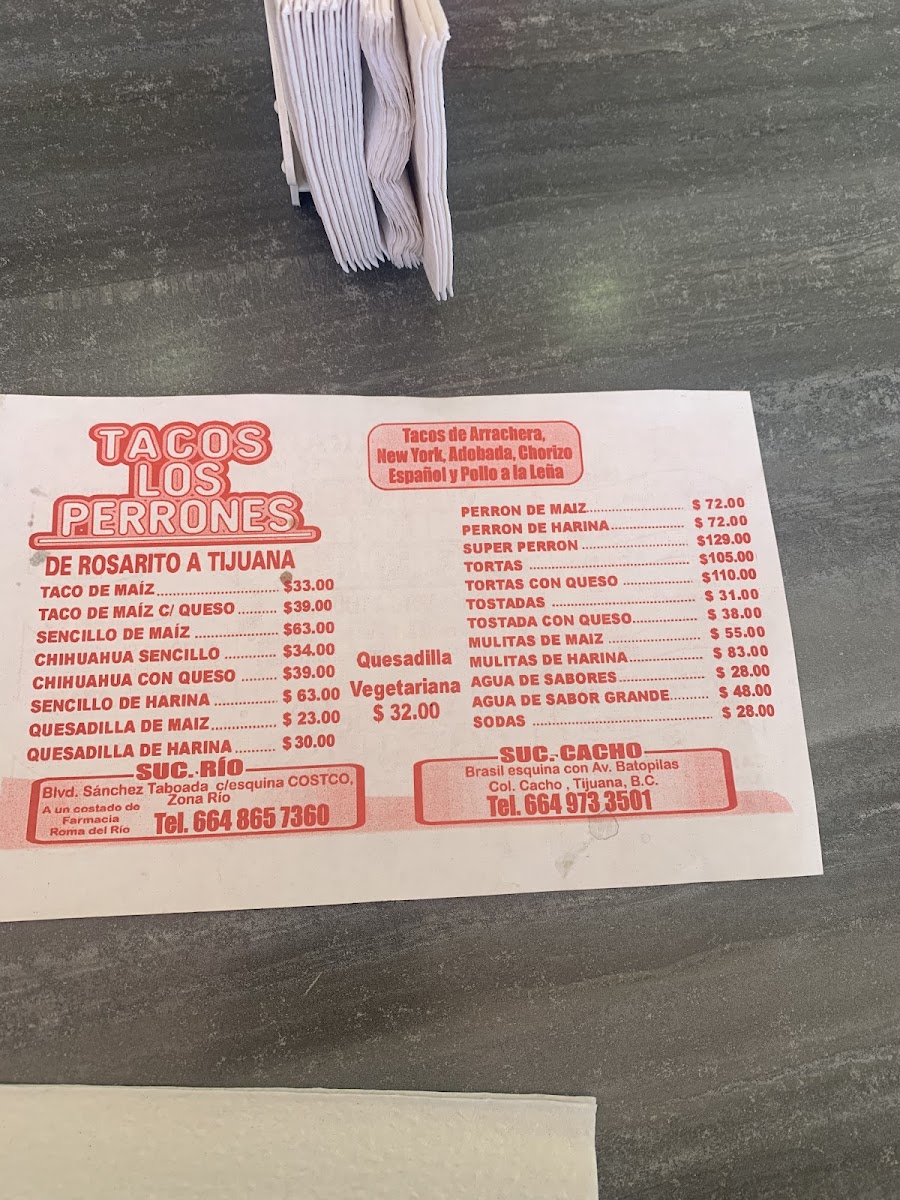 TACOS
LOS
PERRONES
DE ROSARITO A TIJUANA
TACO DE MAÍZ.............................. $33.00
TACO DE MAÍZ C/ QUESO.......... $39.00
SENCILLO DE MAÍZ ..................... $63.00
CHIHUAHUA SENCILLO .............. $34.00
CHIHUAHUA CON QUESO ......... $39.00
SENCILLO DE HARINA ................ $ 63.00
QUESADILLA DE MAIZ................. $ 23.00
QUESADILLA DE HARINA .......... $ 30.00
Quesadilla
Vegetariana
$ 32.00
Tacos de Arrachera,
New York, Adobada, Chorizo
Español y Pollo a la Leña
PERRON DE MAIZ........................ $ 72.00
PERRON DE HARINA.................. $ 72.00
SUPER PERRON .......................... $129.00
TORTAS ........................................ $105.00
TORTAS CON QUESO ................. $110.00
TOSTADAS ................................... $ 31.00
TOSTADA CON QUESO................ $ 38.00
MULITAS DE MAIZ ........................ $ 55.00
MULITAS DE HARINA.................. $ 83.00
AGUA DE SABORES..................... $ 28.00
AGUA DE SABOR GRANDE......... $ 48.00
SODAS ............................................ $ 28.00
SUC. RÍO
Blvd. Sánchez Taboada c/esquina COSTCO,
Zona Río
A un costado de
Farmacia
Roma del Río
Tel. 664 865 7360
SUC. CACHO
Brasil esquina con Av. Batopilas
Col. Cacho , Tijuana, B.C.
Tel. 664 973 3501